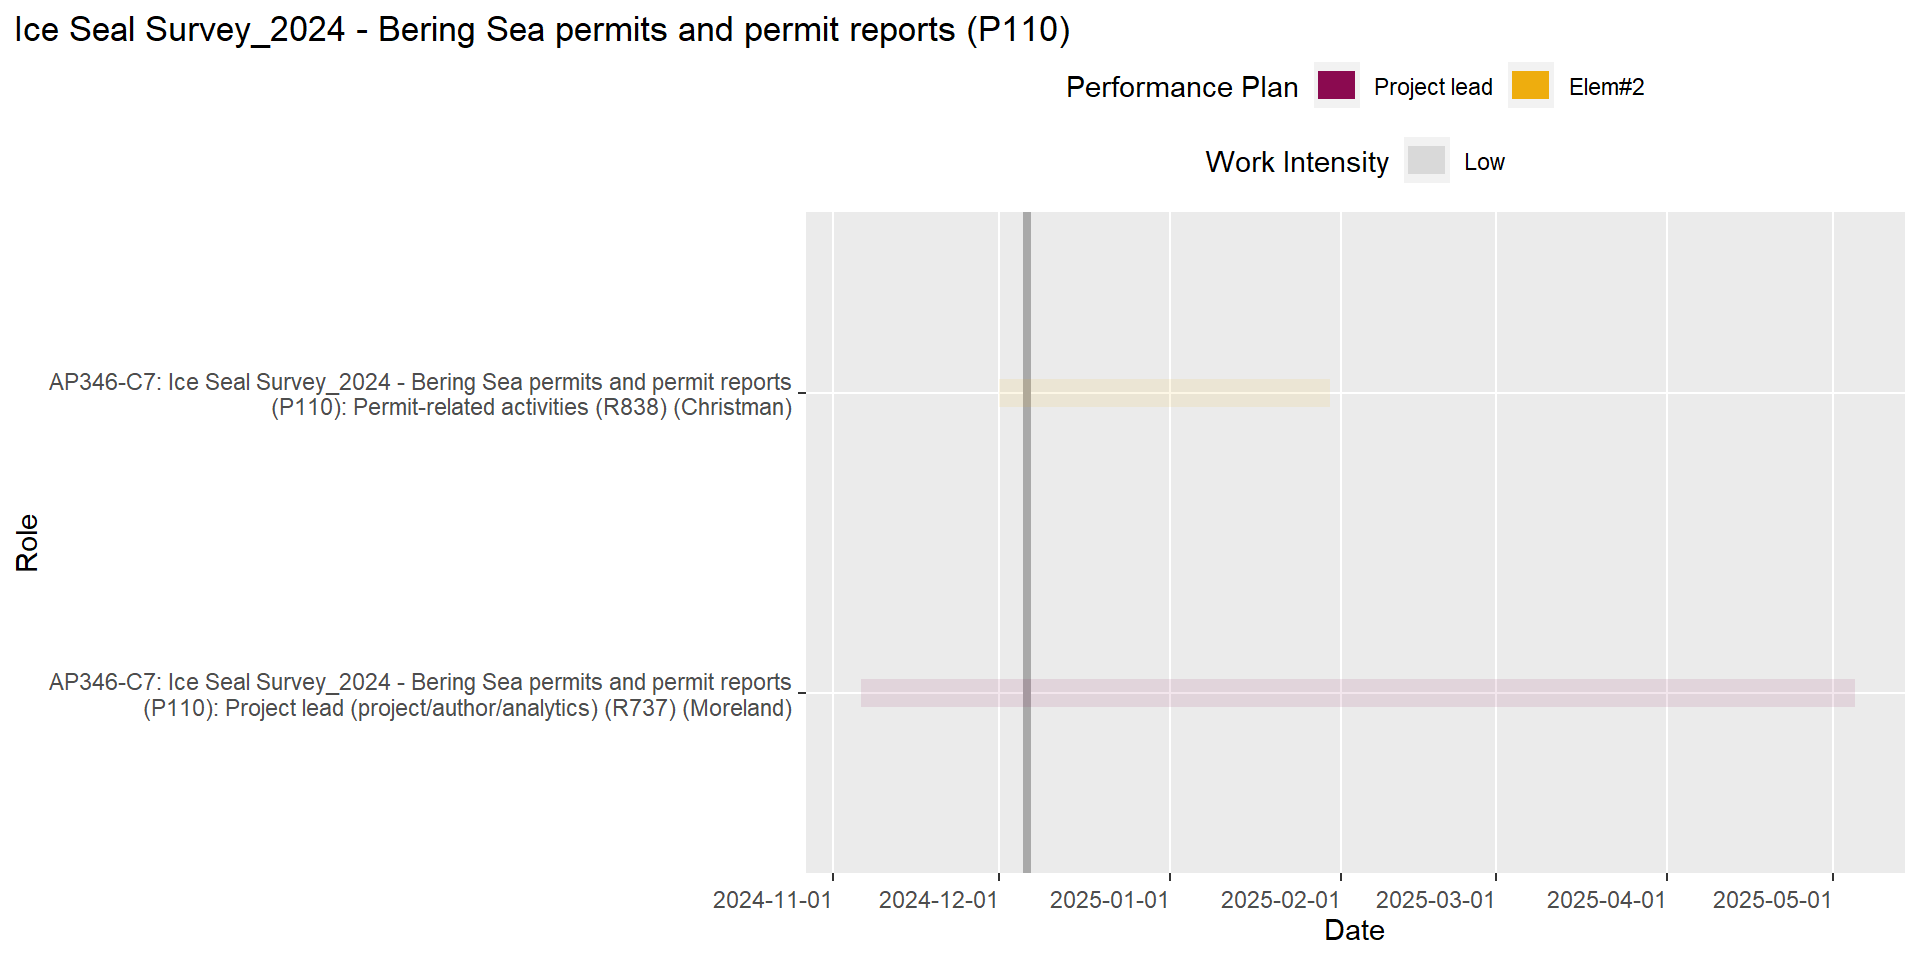 Ice Seal Survey_2024 - Bering Sea permits and permit reports (P110)
Performance Plan Project lead Elem#2
Work Intensity Low
AP346-C7: Ice Seal Survey_2024 - Bering Sea permits and permit reports
(P110): Permit-related activities (R838) (Christman)
Role
AP346-C7: Ice Seal Survey_2024 - Bering Sea permits and permit reports
(P110): Project lead (project/author/analytics) (R737) (Moreland)
2024-11-01 2024-12-01 2025-01-01 2025-02-01 2025-03-01 2025-04-01 2025-05-01
Date